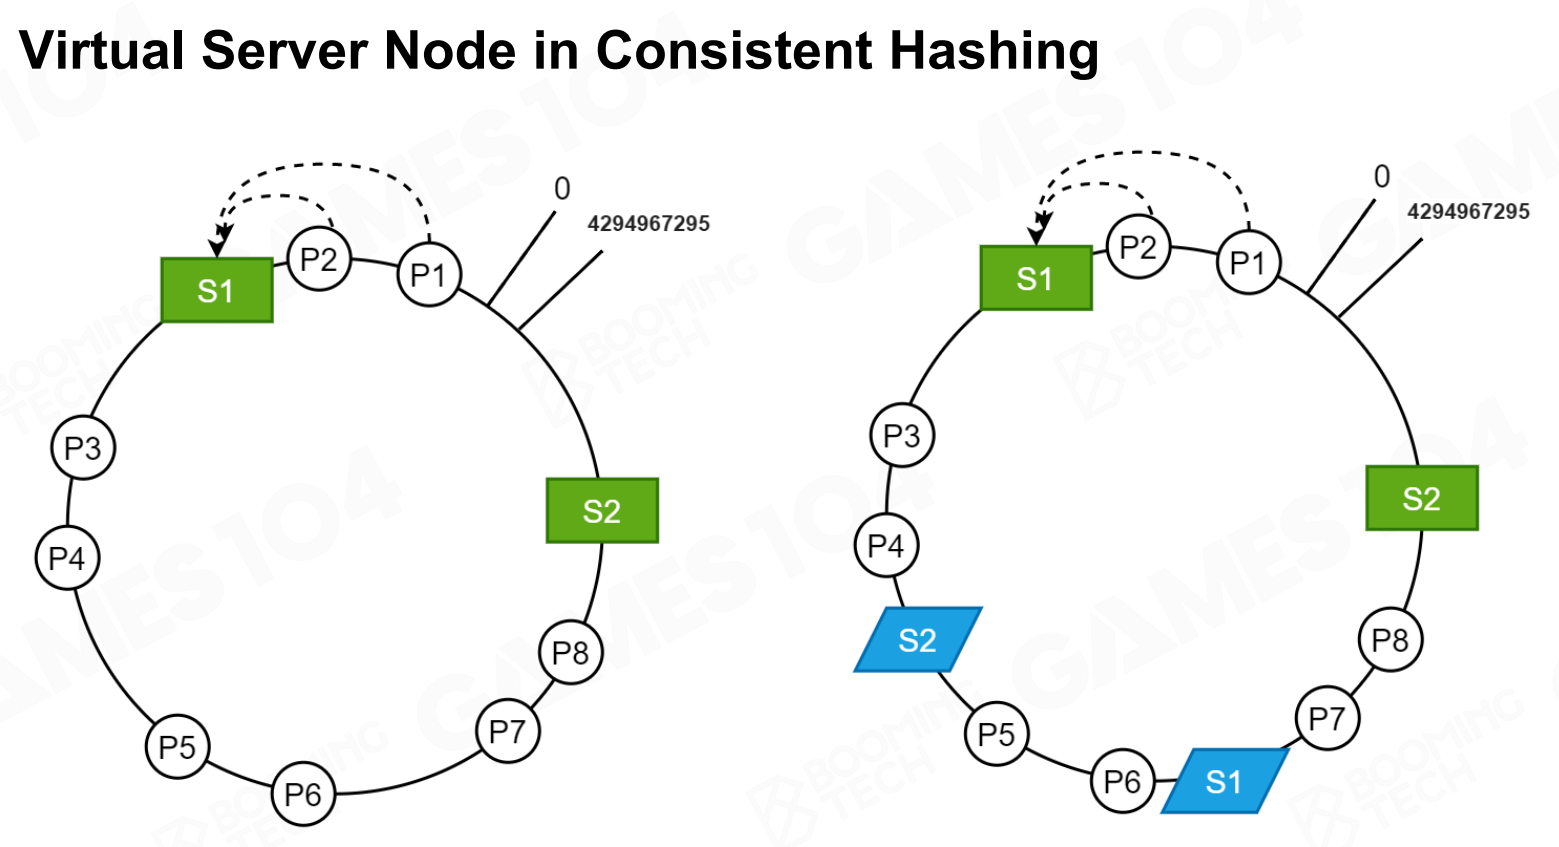 Virtual Server Node in Consistent Hashing
0
4294967295
P2
P1
S1
P3
S2
P4
P8
P7
P5
P6
0
4294967295
P2
P1
S1
P3
S2
P4
S2
P8
P7
P5
P6
S1
GAMES104
BOOMING
TECH